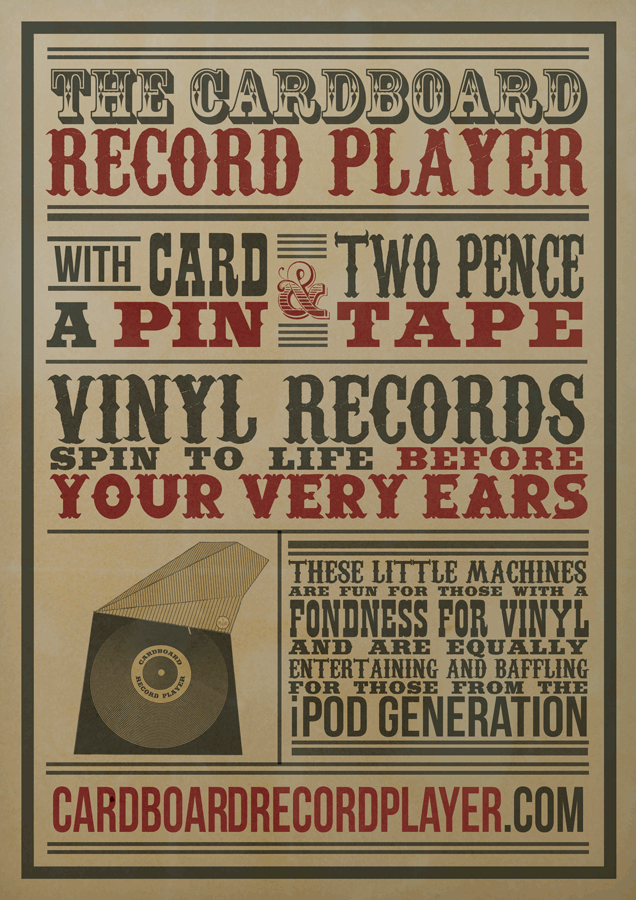 THE CARDBOARD
RECORD PLAYER
WITH CARD & TWO PENCE
A PIN TAPE
VINYL RECORDS
SPIN TO LIFE BEFORE
YOUR VERY EARS
CARDBOARD
RECORD PLAYER
THESE LITTLE MACHINES
ARE FUN FOR THOSE WITH A
FONDNESS FOR VINYL
AND ARE EQUALLY
ENTERTAINING AND BAFFLING
FOR THOSE FROM THE
iPOD GENERATION
CARDBOARDRECORDPLAYER.COM